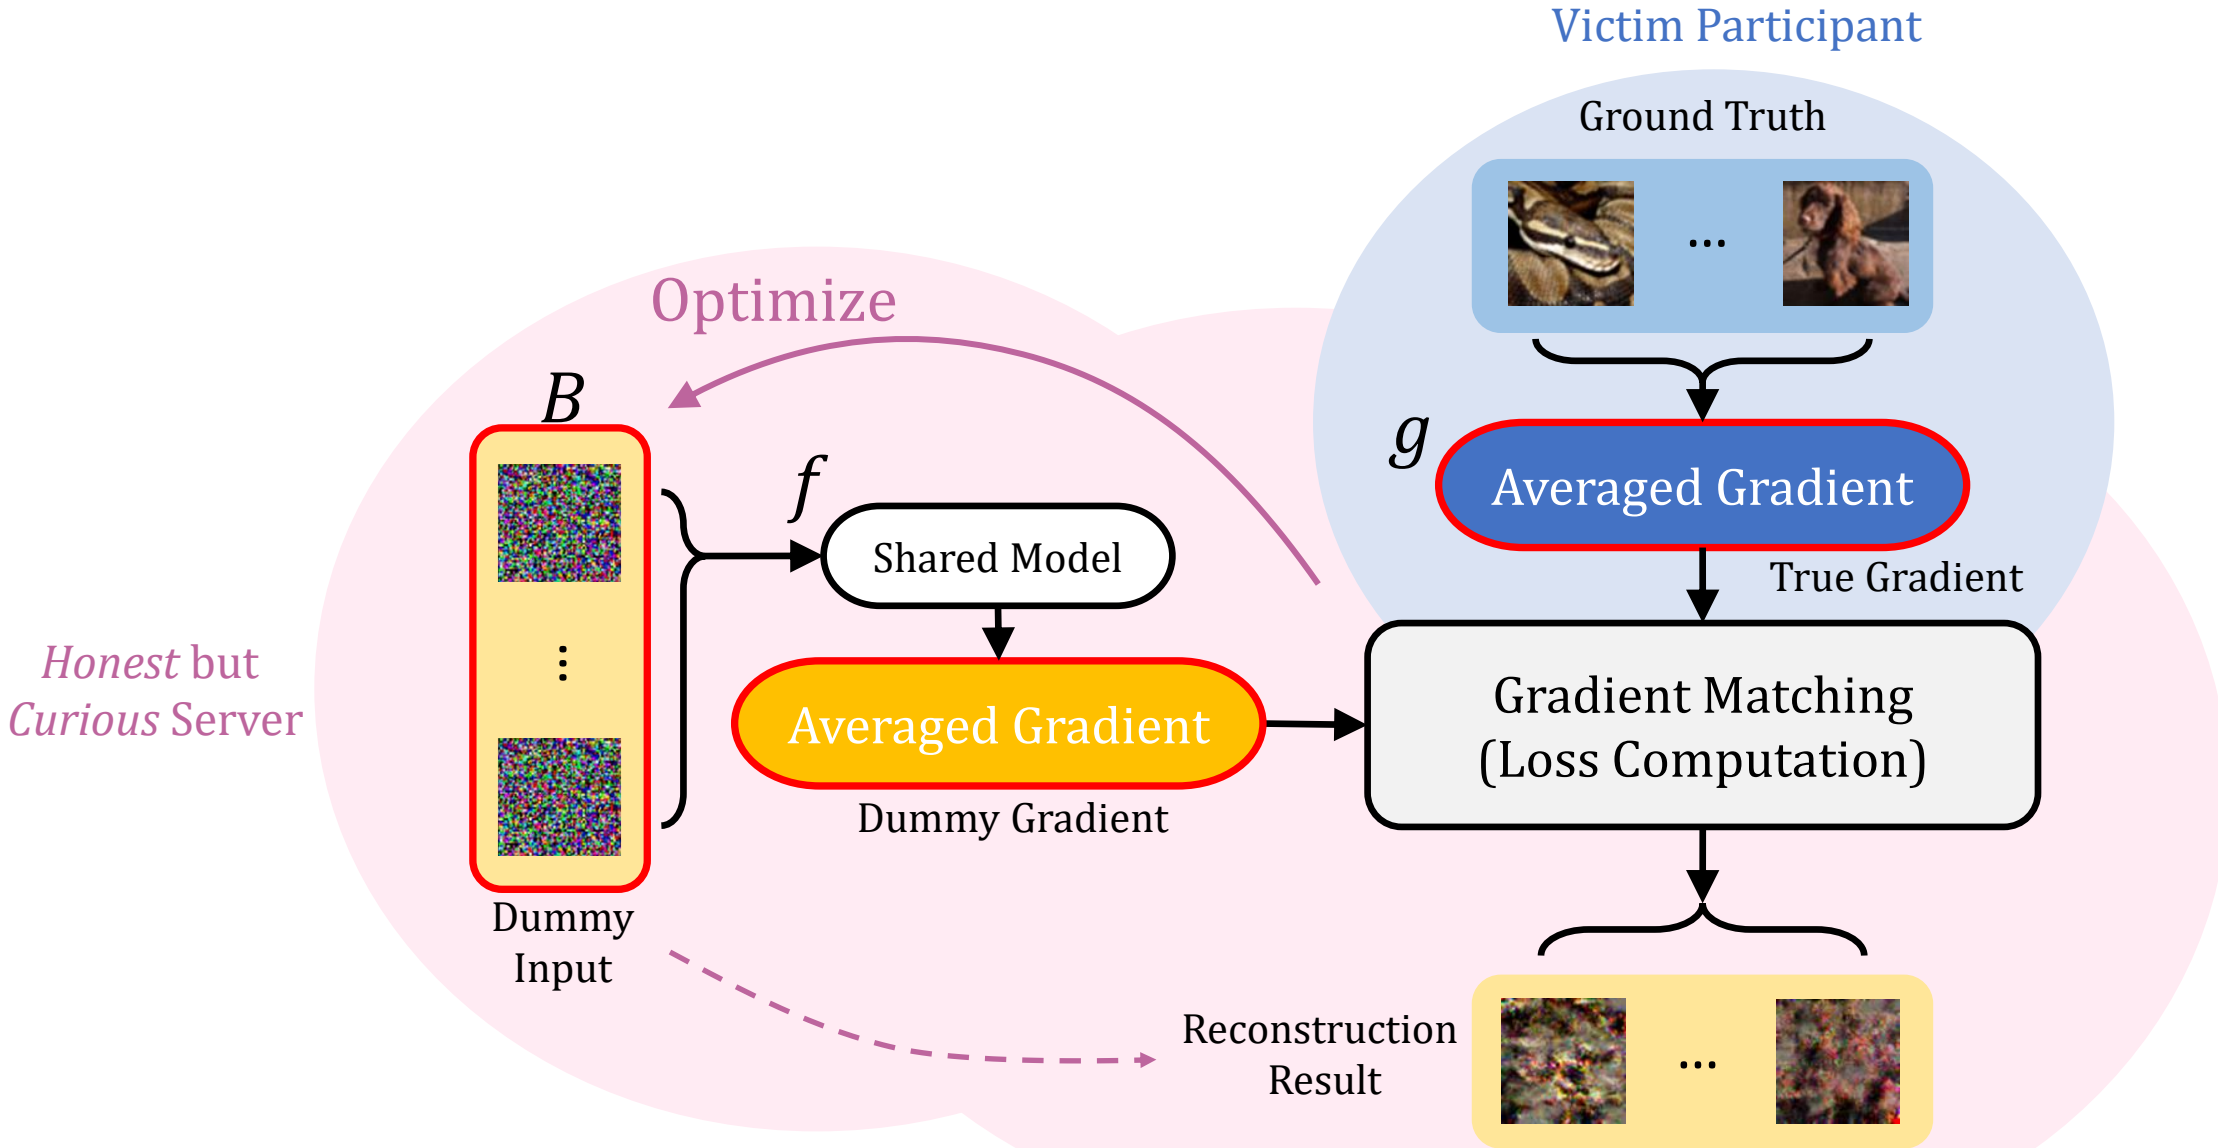 Victim Participant
Ground Truth
...
Optimize
B
g
Averaged Gradient
f
Shared Model
True Gradient
Honest but
Curious Server
...
Averaged Gradient
Gradient Matching
(Loss Computation)
Dummy Gradient
Dummy
Input
Reconstruction
Result
...